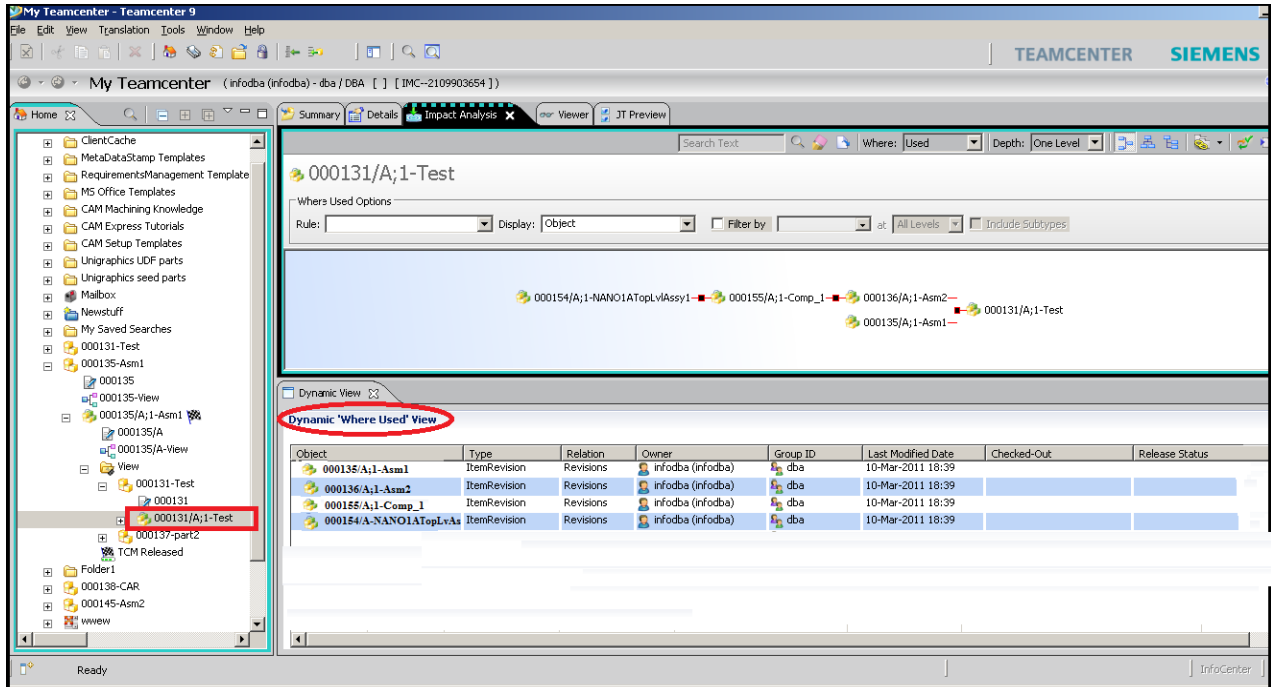 My Teamcenter - Teamcenter 9
File Edit View Translation Tools Window Help
TEAMCENTER SIEMENS
My Teamcenter (infodba (infodba) - dba / DBA [ ] [ IMC--2109903654 ] )
Home
Summary Details Impact Analysis Viewer JT Preview
ClientCache
MetaDataStamp Templates
RequirementsManagement Template
MS Office Templates
CAM Machining Knowledge
CAM Express Tutorials
CAM Setup Templates
Unigraphics UDF parts
Unigraphics seed parts
Mailbox
Newstuff
My Saved Searches
000131-Test
000135-Asm1
000135
000135-View
000135/A;1-Asm1
000135/A
000135/A-View
View
000131-Test
000131
000131/A;1-Test
000137-part2
TCM Released
Folder1
000138-CAR
000145-Asm2
wwew
Search Text Where: Used Depth: One Level
000131/A;1-Test
Where Used Options
Rule: Display: Object Filter by at All Levels Include Subtypes
000154/A;1-NANO1ATopLvlAssy1 000155/A;1-Comp_1 000136/A;1-Asm2
000131/A;1-Test
000135/A;1-Asm1
Dynamic View
Dynamic 'Where Used' View
Object Type Relation Owner Group ID Last Modified Date Checked-Out Release Status
000135/A;1-Asm1 ItemRevision Revisions infodba (infodba) dba 10-Mar-2011 18:39
000136/A;1-Asm2 ItemRevision Revisions infodba (infodba) dba 10-Mar-2011 18:39
000155/A;1-Comp_1 ItemRevision Revisions infodba (infodba) dba 10-Mar-2011 18:39
000154/A-NANO1ATopLvAs ItemRevision Revisions infodba (infodba) dba 10-Mar-2011 18:39
Ready
InfoCenter